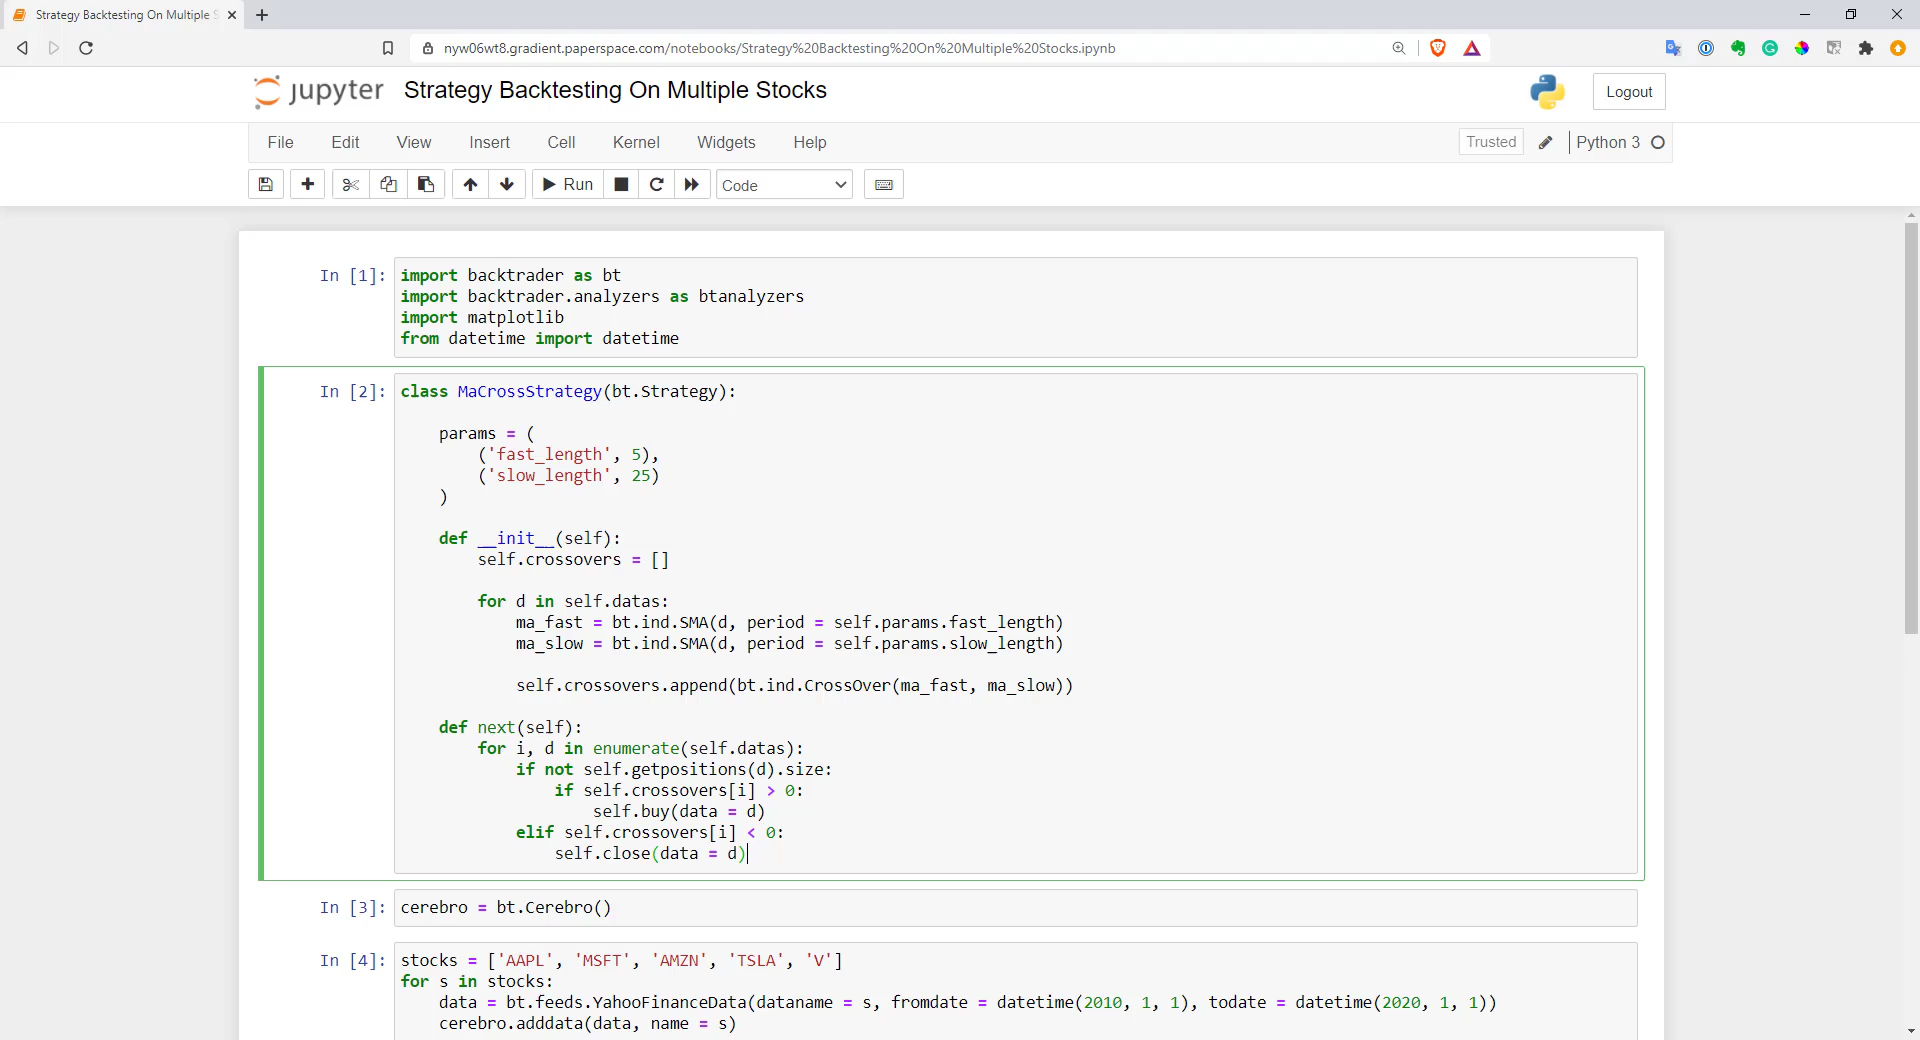 Strategy Backtesting On Multiple S
nyw06wt8.gradient.paperspace.com/notebooks/Strategy%20Backtesting%20On%20Multiple%20Stocks.ipynb
jupyter Strategy Backtesting On Multiple Stocks Logout
File Edit View Insert Cell Kernel Widgets Help Trusted Python 3
Run Code
In [1]: import backtrader as bt
import backtrader.analyzers as btanalyzers
import matplotlib
from datetime import datetime
In [2]: class MaCrossStrategy(bt.Strategy):
params = (
('fast_length', 5),
('slow_length', 25)
)
def __init__(self):
self.crossovers = []
for d in self.datas:
ma_fast = bt.ind.SMA(d, period = self.params.fast_length)
ma_slow = bt.ind.SMA(d, period = self.params.slow_length)
self.crossovers.append(bt.ind.CrossOver(ma_fast, ma_slow))
def next(self):
for i, d in enumerate(self.datas):
if not self.getpositions(d).size:
if self.crossovers[i] > 0:
self.buy(data = d)
elif self.crossovers[i] < 0:
self.close(data = d)
In [3]: cerebro = bt.Cerebro()
In [4]: stocks = ['AAPL', 'MSFT', 'AMZN', 'TSLA', 'V']
for s in stocks:
data = bt.feeds.YahooFinanceData(dataname = s, fromdate = datetime(2010, 1, 1), todate = datetime(2020, 1, 1))
cerebro.adddata(data, name = s)